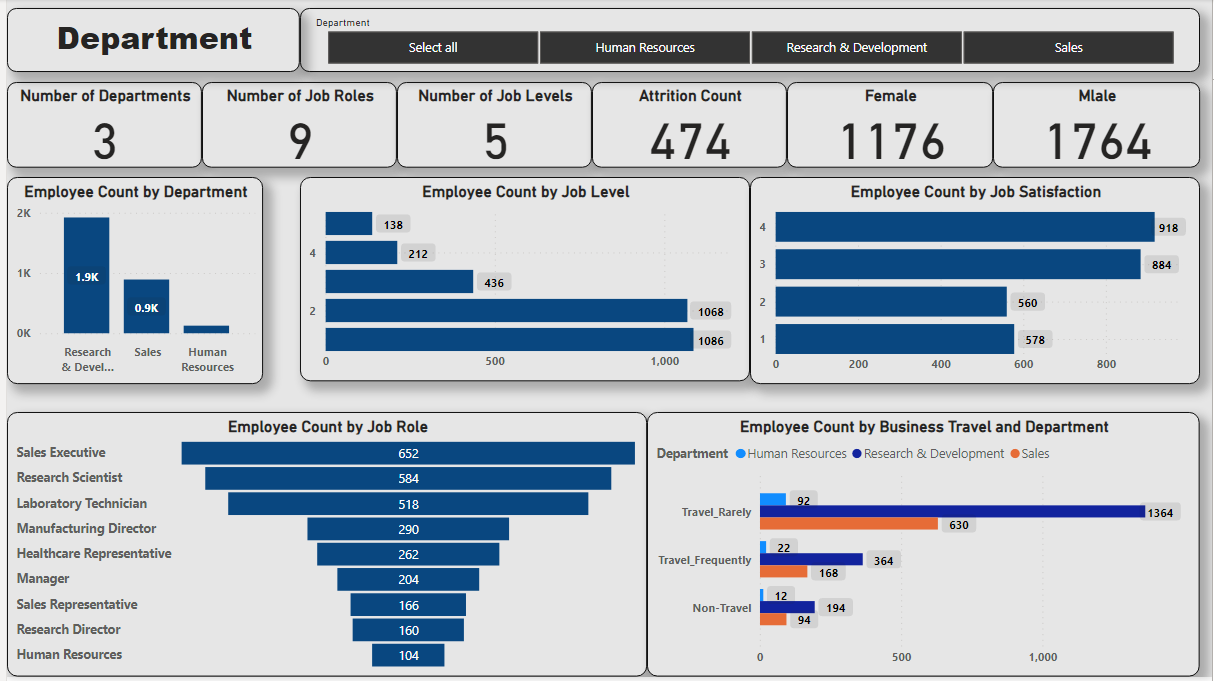 Department
Department
Select all
Human Resources
Research & Development
Sales
Number of Departments
3
Number of Job Roles
9
Number of Job Levels
5
Attrition Count
474
Female
1176
Mlale
1764
Employee Count by Department
2K
1K
0K
1.9K
0.9K
Research
& Devel...
Sales
Human
Resources
Employee Count by Job Level
138
4
212
436
2
1068
1086
0
500
1,000
Employee Count by Job Satisfaction
4
918
3
884
2
560
1
578
0
200
400
600
800
Employee Count by Job Role
Sales Executive
652
Research Scientist
584
Laboratory Technician
518
Manufacturing Director
290
Healthcare Representative
262
Manager
204
Sales Representative
166
Research Director
160
Human Resources
104
Employee Count by Business Travel and Department
Department Human Resources Research & Development Sales
Travel_Rarely
92
1364
630
Travel_Frequently
22
364
168
Non-Travel
12
194
94
0
500
1,000